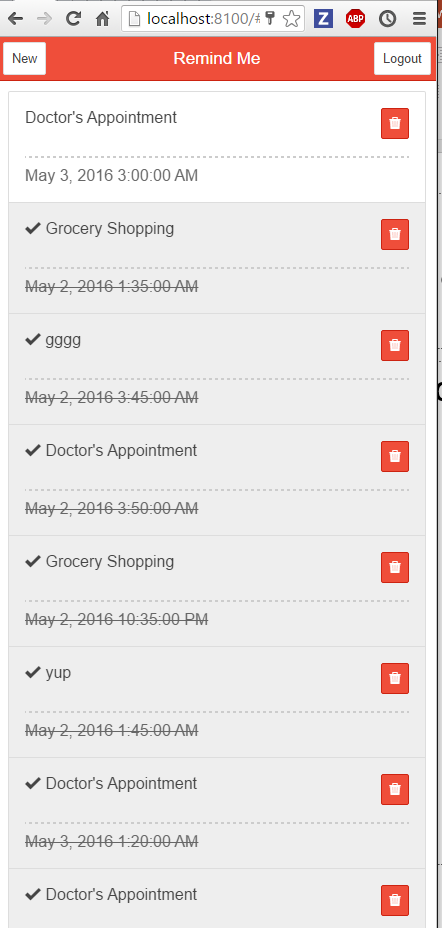 localhost:8100/#
Z
ABP
New
Remind Me
Logout
Doctor's Appointment
May 3, 2016 3:00:00 AM
Grocery Shopping
May 2, 2016 1:35:00 AM
gggg
May 2, 2016 3:45:00 AM
Doctor's Appointment
May 2, 2016 3:50:00 AM
Grocery Shopping
May 2, 2016 10:35:00 PM
yup
May 2, 2016 1:45:00 AM
Doctor's Appointment
May 3, 2016 1:20:00 AM
Doctor's Appointment